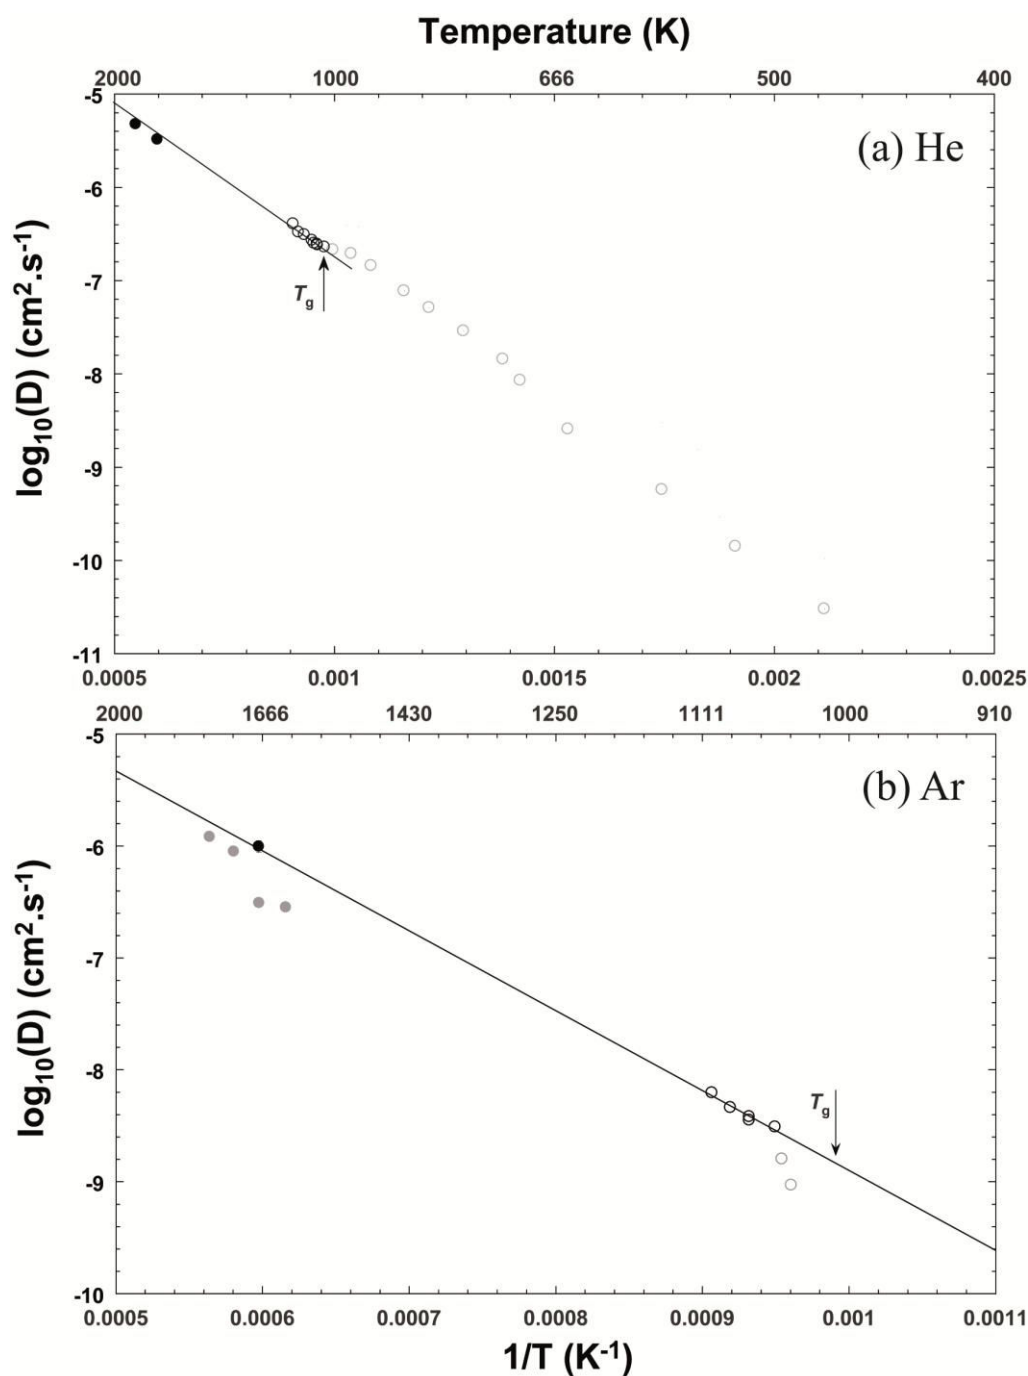 Temperature (K)
2000 1000 666 500 400
-5
(a) He
-6
-7
T_g
-8
-9
-10
-11
log₁₀(D) (cm².s⁻¹)
0.0005 0.001 0.0015 0.002 0.0025
2000 1666 1430 1250 1111 1000 910
-5
(b) Ar
-6
-7
-8
T_g
-9
-10
log₁₀(D) (cm².s⁻¹)
0.0005 0.0006 0.0007 0.0008 0.0009 0.001 0.0011
1/T (K⁻¹)